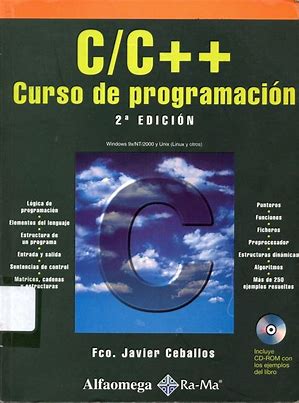 C/C++
Curso de programación
2ª EDICIÓN
Windows 9x/NT/2000 y Unix (Linux y otros)
Lógica de
programación
Elementos del lenguaje
Estructura de
un programa
Entrada y salida
Sentencias de control
Matrices, cadenas
y estructuras
Punteros
Funciones
Ficheros
Preprocesador
Estructuras dinámicas
Algoritmos
Más de 250
ejemplos resueltos
C
Incluye
CD-ROM con
los ejemplos del
libro
Fco. Javier Ceballos
Alfaomega Ra-Ma®